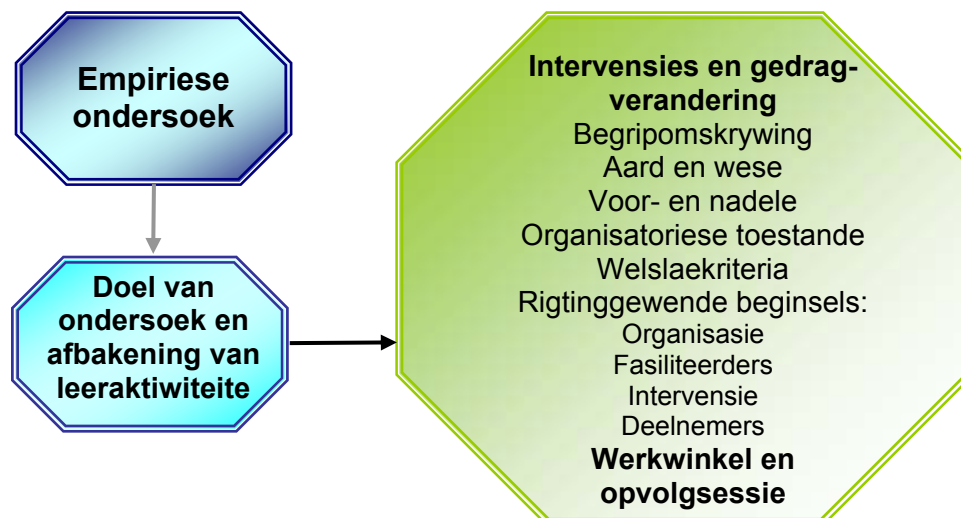 Empiriese
ondersoek
Doel van
ondersoek en
afbakening van
leeraktiwiteite
Intervensies en gedrag-
verandering
Begripomskrywing
Aard en wese
Voor- en nadele
Organisatoriese toestande
Welslaekriteria
Rigtinggewende beginsels:
Organisasie
Fasiliteerders
Intervensie
Deelnemers
Werkwinkel en
opvolgsessie